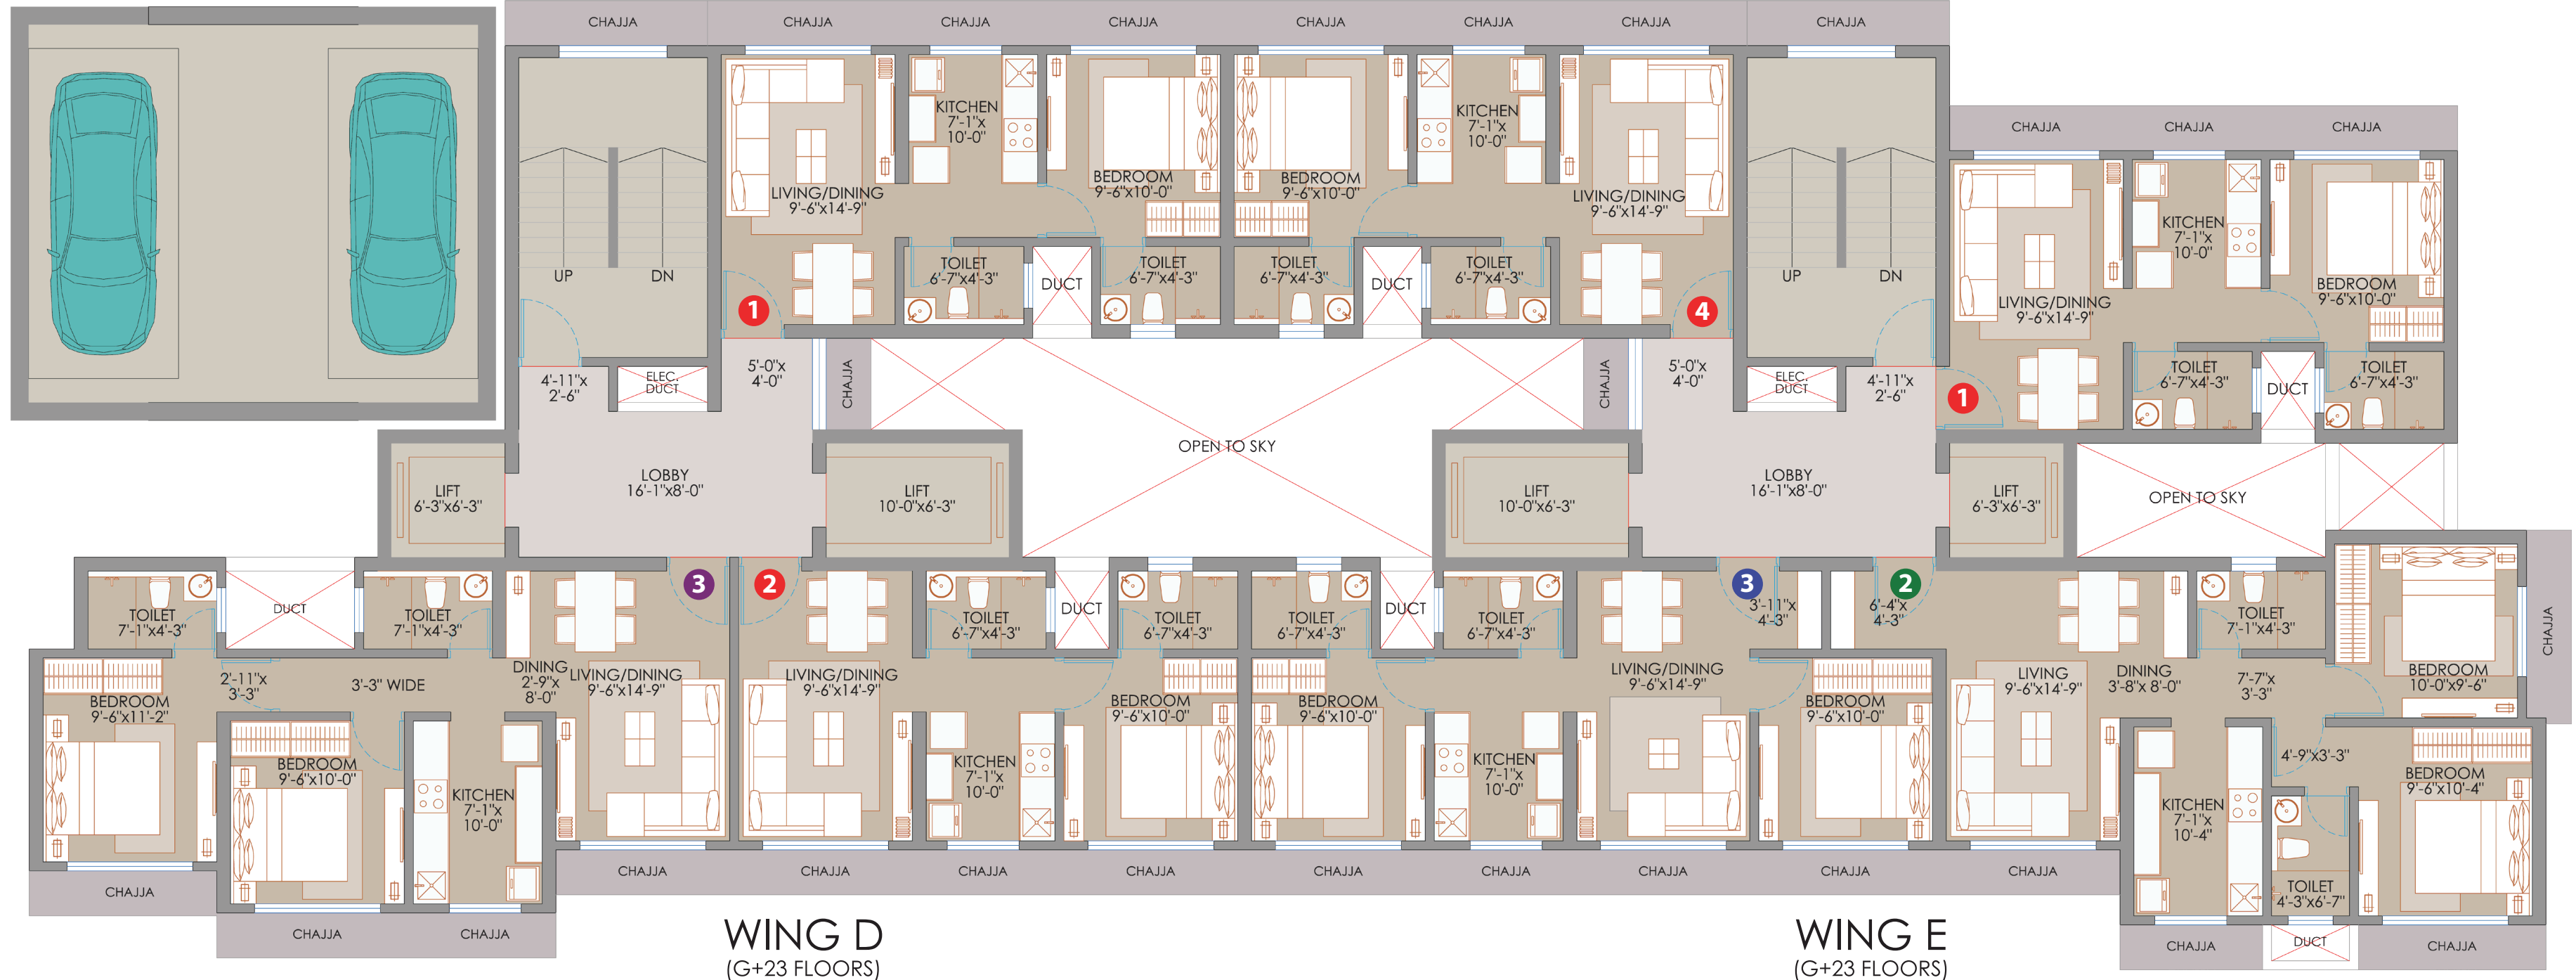 CHAJJA
CHAJJA
CHAJJA
CHAJJA
CHAJJA
CHAJJA
CHAJJA
CHAJJA
UP
DN
LIVING/DINING
9'-6"x14'-9"
KITCHEN
7'-1"x
10'-0"
BEDROOM
9'-6"x10'-0"
BEDROOM
9'-6"x10'-0"
KITCHEN
7'-1"x
10'-0"
LIVING/DINING
9'-6"x14'-9"
UP
DN
CHAJJA
CHAJJA
CHAJJA
LIVING/DINING
9'-6"x14'-9"
KITCHEN
7'-1"x
10'-0"
BEDROOM
9'-6"x10'-0"
1
TOILET
6'-7"x4'-3"
DUCT
TOILET
6'-7"x4'-3"
TOILET
6'-7"x4'-3"
DUCT
TOILET
6'-7"x4'-3"
4
4'-11"x
2'-6"
ELEC.
DUCT
5'-0"x
4'-0"
CHAJJA
CHAJJA
5'-0"x
4'-0"
ELEC.
DUCT
4'-11"x
2'-6"
1
TOILET
6'-7"x4'-3"
DUCT
TOILET
6'-7"x4'-3"
LIFT
6'-3"x6'-3"
LOBBY
16'-1"x8'-0"
LIFT
10'-0"x6'-3"
OPEN TO SKY
LIFT
10'-0"x6'-3"
LOBBY
16'-1"x8'-0"
LIFT
6'-3"x6'-3"
OPEN TO SKY
TOILET
7'-1"x4'-3"
DUCT
TOILET
7'-1"x4'-3"
3
2
TOILET
6'-7"x4'-3"
DUCT
TOILET
6'-7"x4'-3"
TOILET
6'-7"x4'-3"
DUCT
TOILET
6'-7"x4'-3"
3
3'-11"x
4'-3"
2
6'-4"x
4'-3"
TOILET
7'-1"x4'-3"
BEDROOM
10'-0"x9'-6"
CHAJJA
BEDROOM
9'-6"x11'-2"
2'-11"x
3'-3"
3'-3" WIDE
DINING
2'-9"x
8'-0"
LIVING/DINING
9'-6"x14'-9"
LIVING/DINING
9'-6"x14'-9"
BEDROOM
9'-6"x10'-0"
BEDROOM
9'-6"x10'-0"
LIVING/DINING
9'-6"x14'-9"
BEDROOM
9'-6"x10'-0"
LIVING
9'-6"x14'-9"
DINING
3'-8"x 8'-0"
7'-7"x
3'-3"
BEDROOM
9'-6"x10'-0"
KITCHEN
7'-1"x
10'-0"
KITCHEN
7'-1"x
10'-0"
KITCHEN
7'-1"x
10'-0"
KITCHEN
7'-1"x
10'-4"
4'-9"x3'-3"
BEDROOM
9'-6"x10'-4"
TOILET
4'-3"x6'-7"
CHAJJA
CHAJJA
CHAJJA
CHAJJA
CHAJJA
CHAJJA
CHAJJA
CHAJJA
CHAJJA
CHAJJA
CHAJJA
CHAJJA
CHAJJA
DUCT
CHAJJA
WING D
(G+23 FLOORS)
WING E
(G+23 FLOORS)